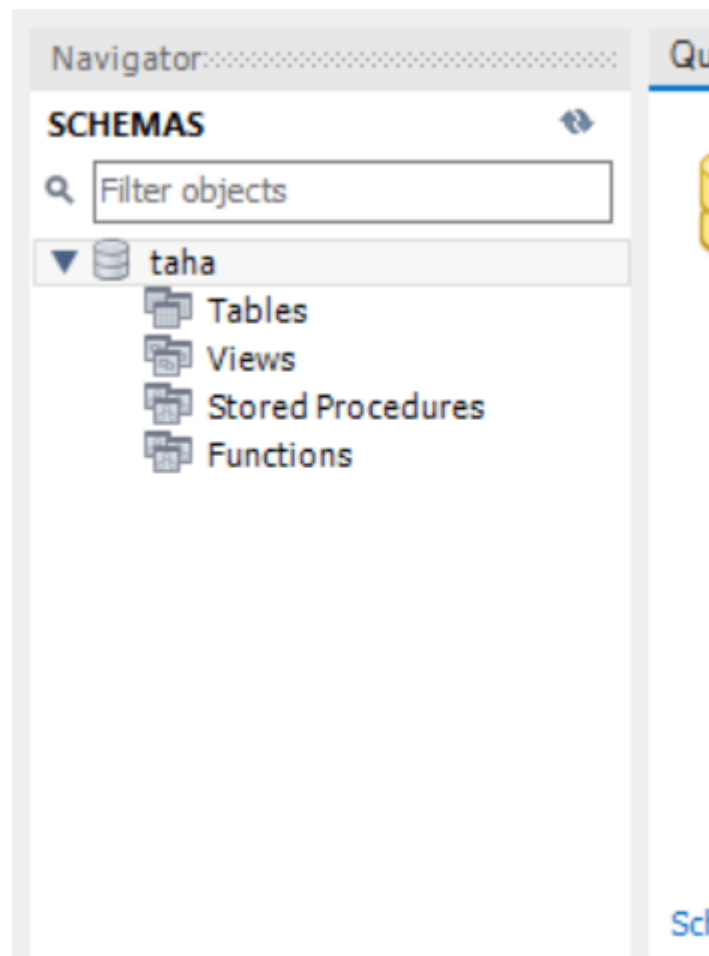 Navigator
SCHEMAS
Filter objects
taha
Tables
Views
Stored Procedures
Functions